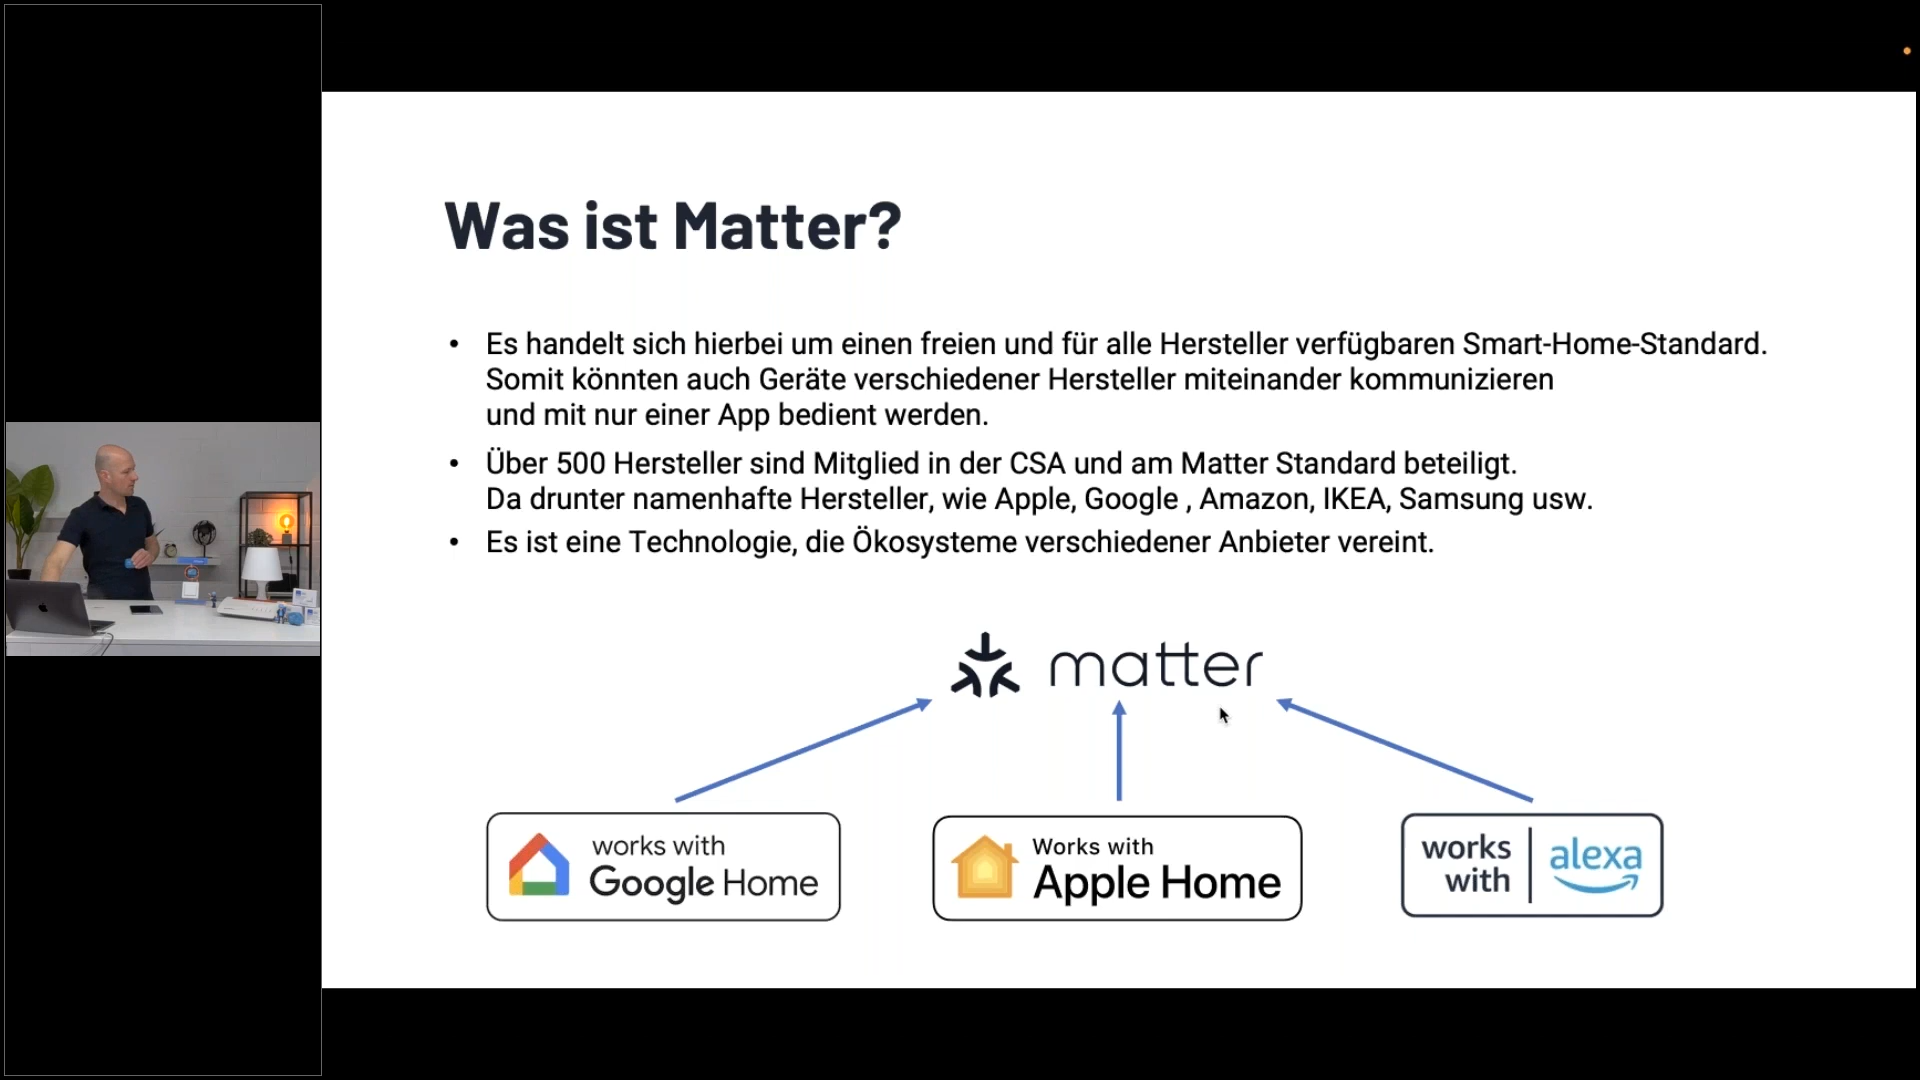 Was ist Matter?
• Es handelt sich hierbei um einen freien und für alle Hersteller verfügbaren Smart-Home-Standard.
Somit könnten auch Geräte verschiedener Hersteller miteinander kommunizieren
und mit nur einer App bedient werden.
• Über 500 Hersteller sind Mitglied in der CSA und am Matter Standard beteiligt.
Da drunter namenhafte Hersteller, wie Apple, Google , Amazon, IKEA, Samsung usw.
• Es ist eine Technologie, die Ökosysteme verschiedener Anbieter vereint.
matter
works with
Google Home
Works with
Apple Home
works
with
alexa